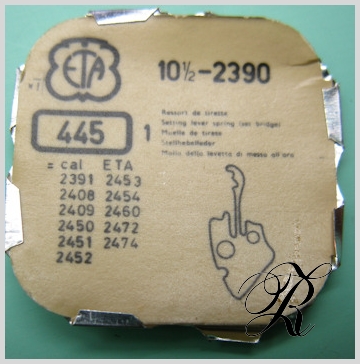 ETA
10½-2390
445 1
Ressort de tirette
Setting lever spring (set bridge)
Muelle de tirete
Stellhebelfeder
Molla della levetta di messa all'ora
= cal ETA
2391 2453
2408 2454
2409 2460
2450 2472
2451 2474
2452
R